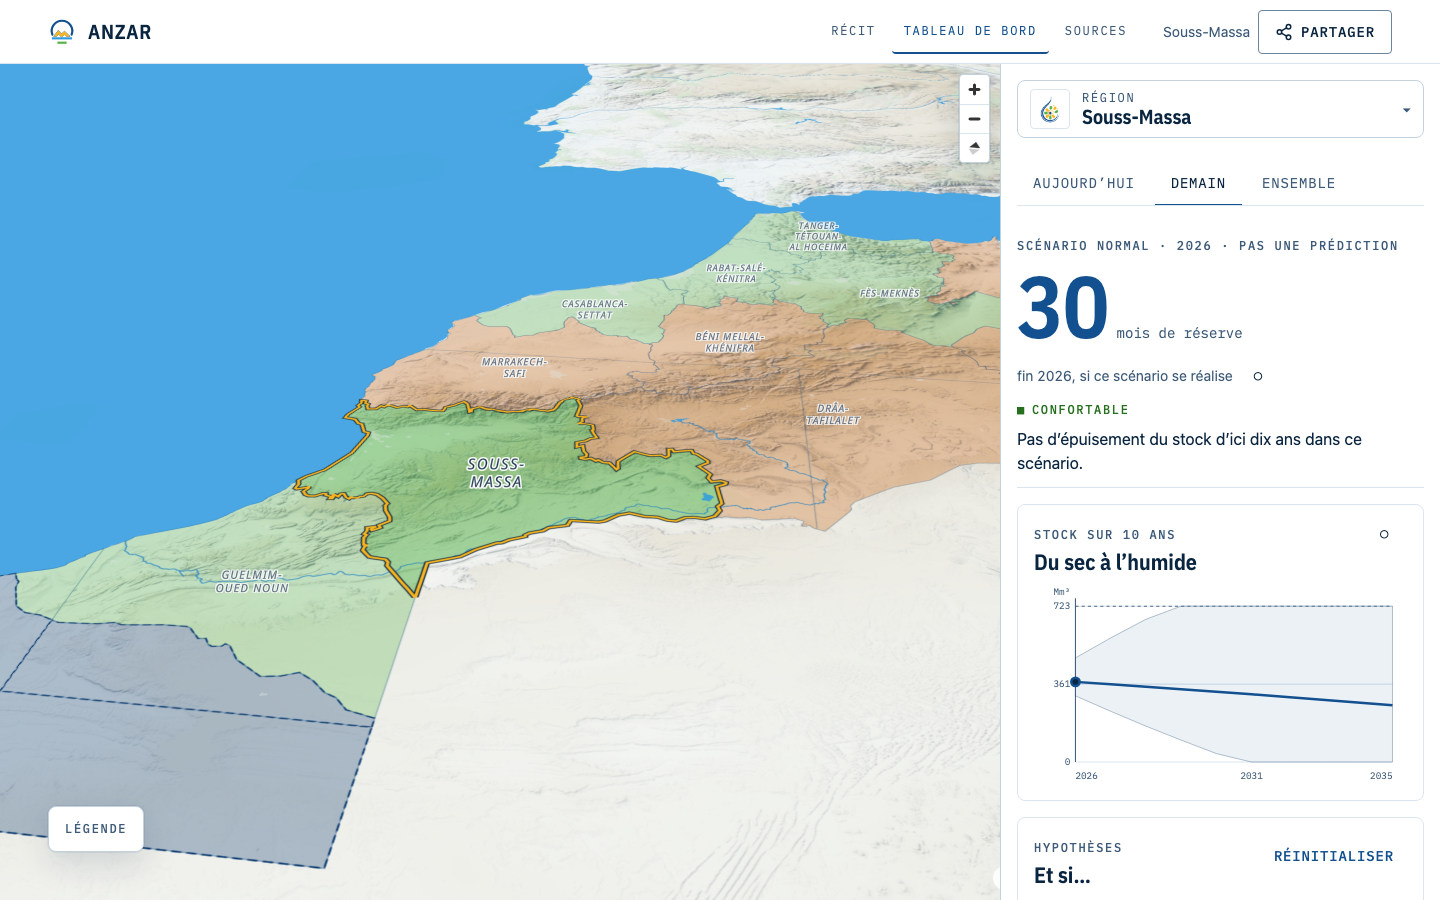 ANZAR
RÉCIT
TABLEAU DE BORD
SOURCES
Souss-Massa
PARTAGER
TANGER-
TÉTOUAN-
AL HOCEIMA
RABAT-SALÉ-
KÉNITRA
FÈS-MEKNÈS
CASABLANCA-
SETTAT
BÉNI MELLAL-
KHÉNIFRA
MARRAKECH-
SAFI
DRÂA-
TAFILALET
SOUSS-
MASSA
GUELMIM-
OUED NOUN
LÉGENDE
RÉGION
Souss-Massa
AUJOURD’HUI
DEMAIN
ENSEMBLE
SCÉNARIO NORMAL · 2026 · PAS UNE PRÉDICTION
30 mois de réserve
fin 2026, si ce scénario se réalise
CONFORTABLE
Pas d’épuisement du stock d’ici dix ans dans ce
scénario.
STOCK SUR 10 ANS
Du sec à l’humide
Mm³
723
361
0
2026
2031
2035
HYPOTHÈSES
Et si…
RÉINITIALISER